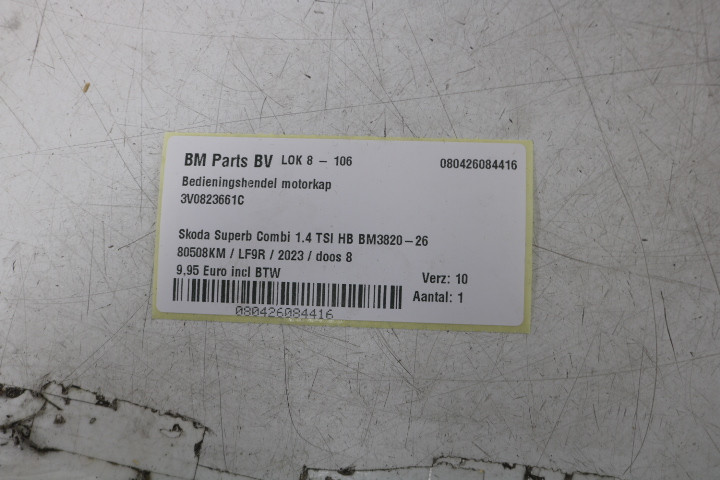 BM Parts BV LOK 8 - 106 080426084416
Bedieningshendel motorkap
3V0823661C
Skoda Superb Combi 1.4 TSI HB BM3820-26
80508KM / LF9R / 2023 / doos 8
9,95 Euro incl BTW Verz: 10
Aantal: 1
080426084416